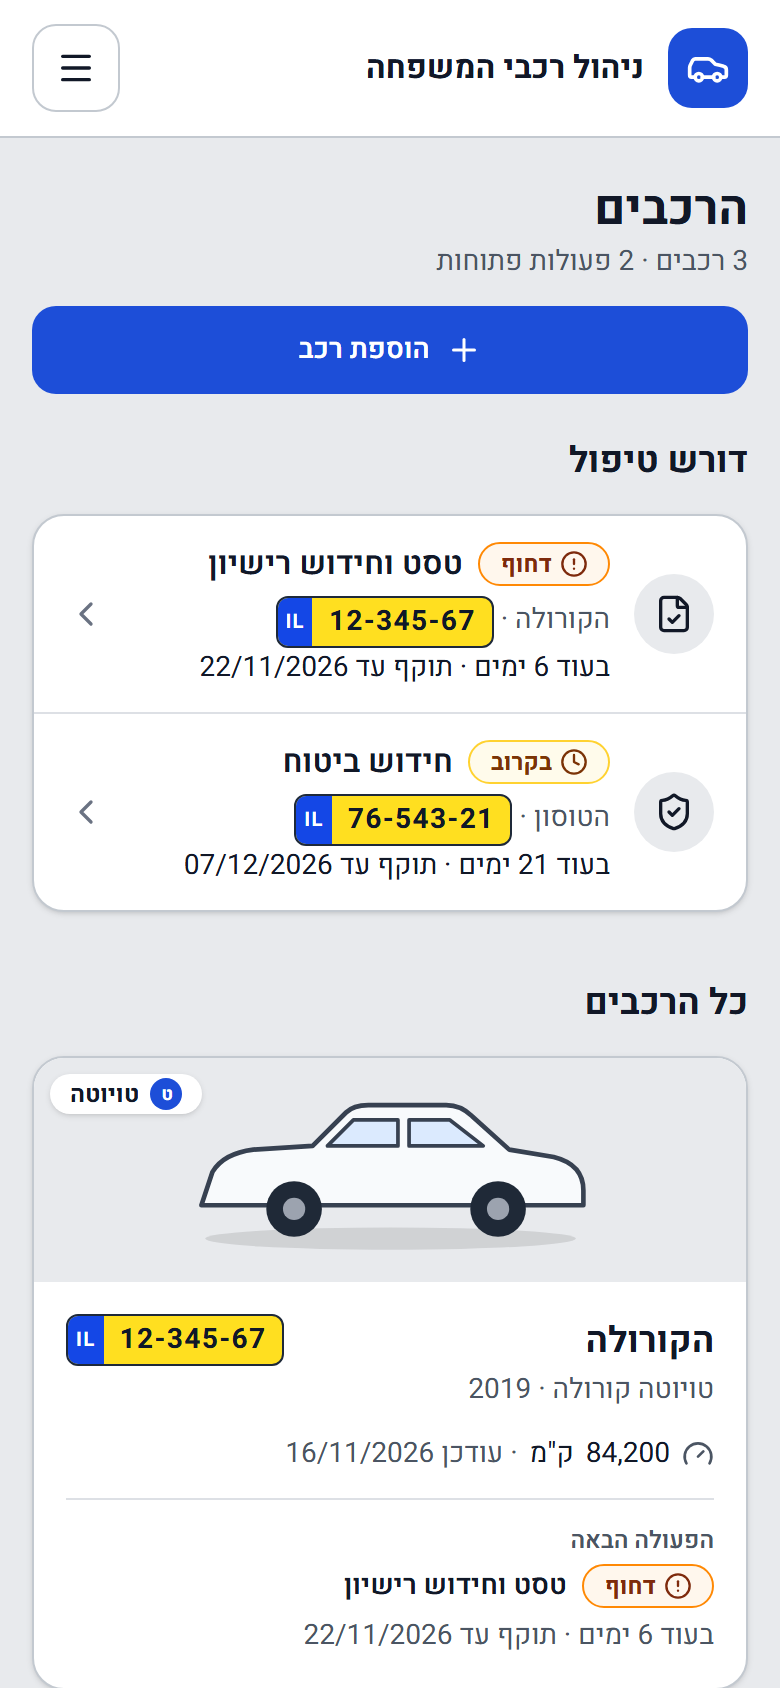 ניהול רכבי המשפחה
הרכבים
3 רכבים · 2 פעולות פתוחות
הוספת רכב
דורש טיפול
דחוף טסט וחידוש רישיון
הקורולה · 12-345-67 IL
בעוד 6 ימים · תוקף עד 22/11/2026
בקרוב חידוש ביטוח
הטוסון · 76-543-21 IL
בעוד 21 ימים · תוקף עד 07/12/2026
כל הרכבים
ט טויוטה
הקורולה 12-345-67 IL
טויוטה קורולה · 2019
84,200 ק"מ · עודכן 16/11/2026
הפעולה הבאה
דחוף טסט וחידוש רישיון
בעוד 6 ימים · תוקף עד 22/11/2026